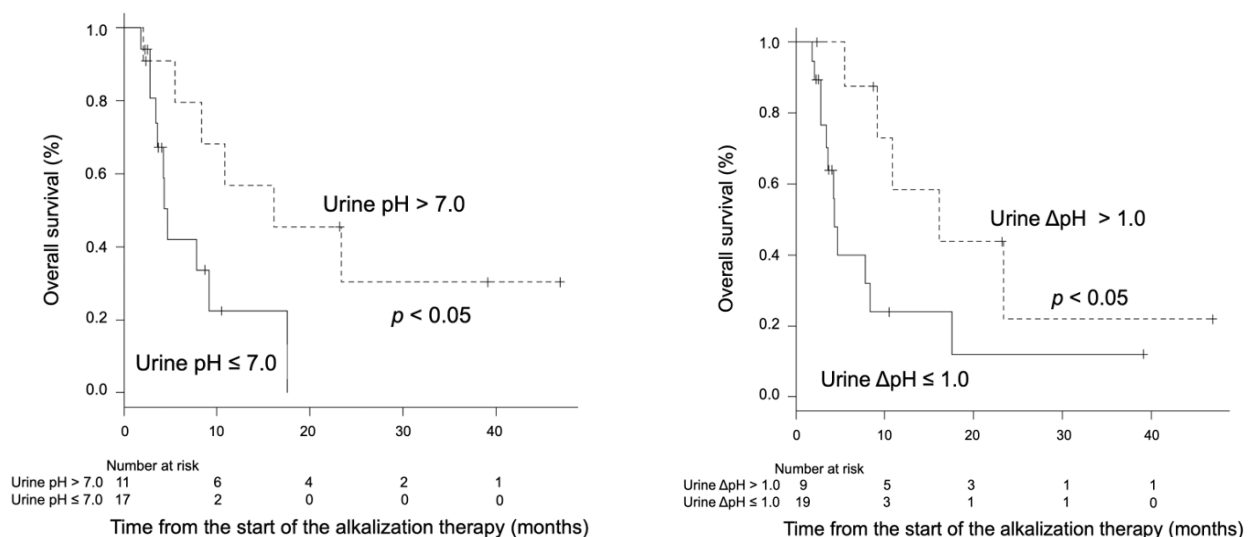 1.0
0.8
0.6
0.4
0.2
0.0
Overall survival (%)
Urine pH > 7.0
p < 0.05
Urine pH ≤ 7.0
0 10 20 30 40
Number at risk
Urine pH > 7.0 11 6 4 2 1
Urine pH ≤ 7.0 17 2 0 0 0
Time from the start of the alkalization therapy (months)
1.0
0.8
0.6
0.4
0.2
0.0
Overall survival (%)
Urine ΔpH > 1.0
p < 0.05
Urine ΔpH ≤ 1.0
0 10 20 30 40
Number at risk
Urine ΔpH > 1.0 9 5 3 1 1
Urine ΔpH ≤ 1.0 19 3 1 1 0
Time from the start of the alkalization therapy (months)